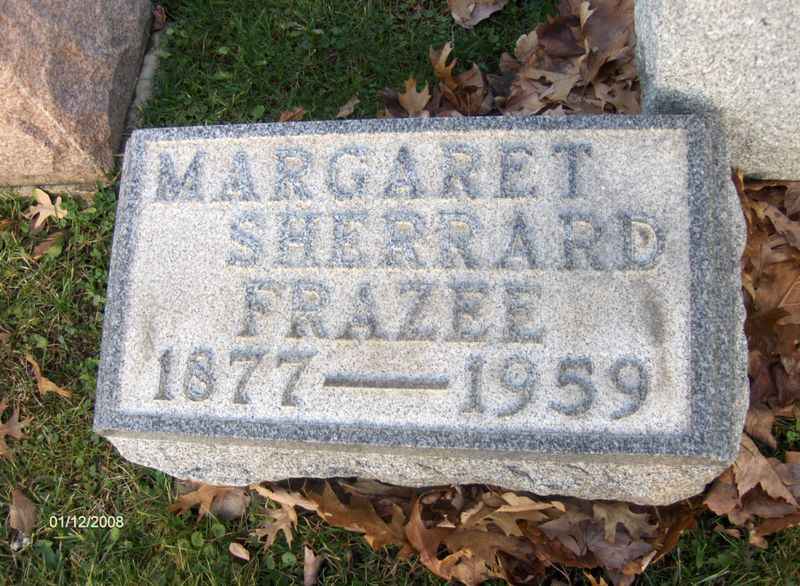 MARGARET
SHERRARD
FRAZEE
1877—1959
01/12/2008